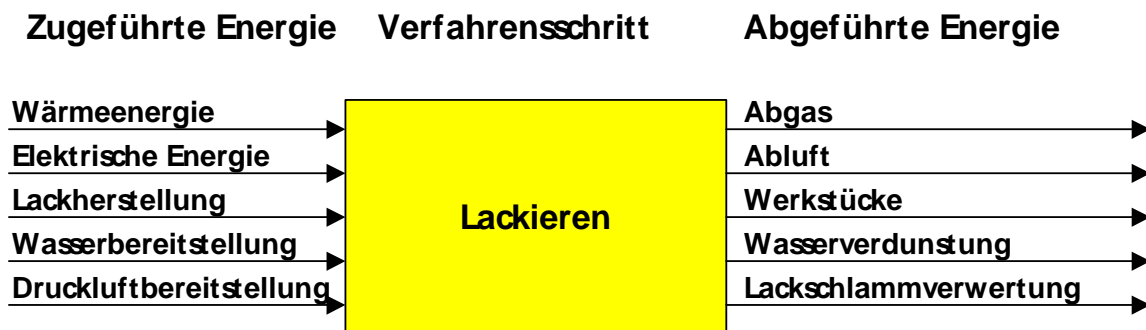 Zugeführte Energie Verfahrensschritt Abgeführte Energie
Wärmeenergie
Elektrische Energie
Lackherstellung
Wasserbereitstellung
Druckluftbereitstellung
Lackieren
Abgas
Abluft
Werkstücke
Wasserverdunstung
Lackschlammverwertung